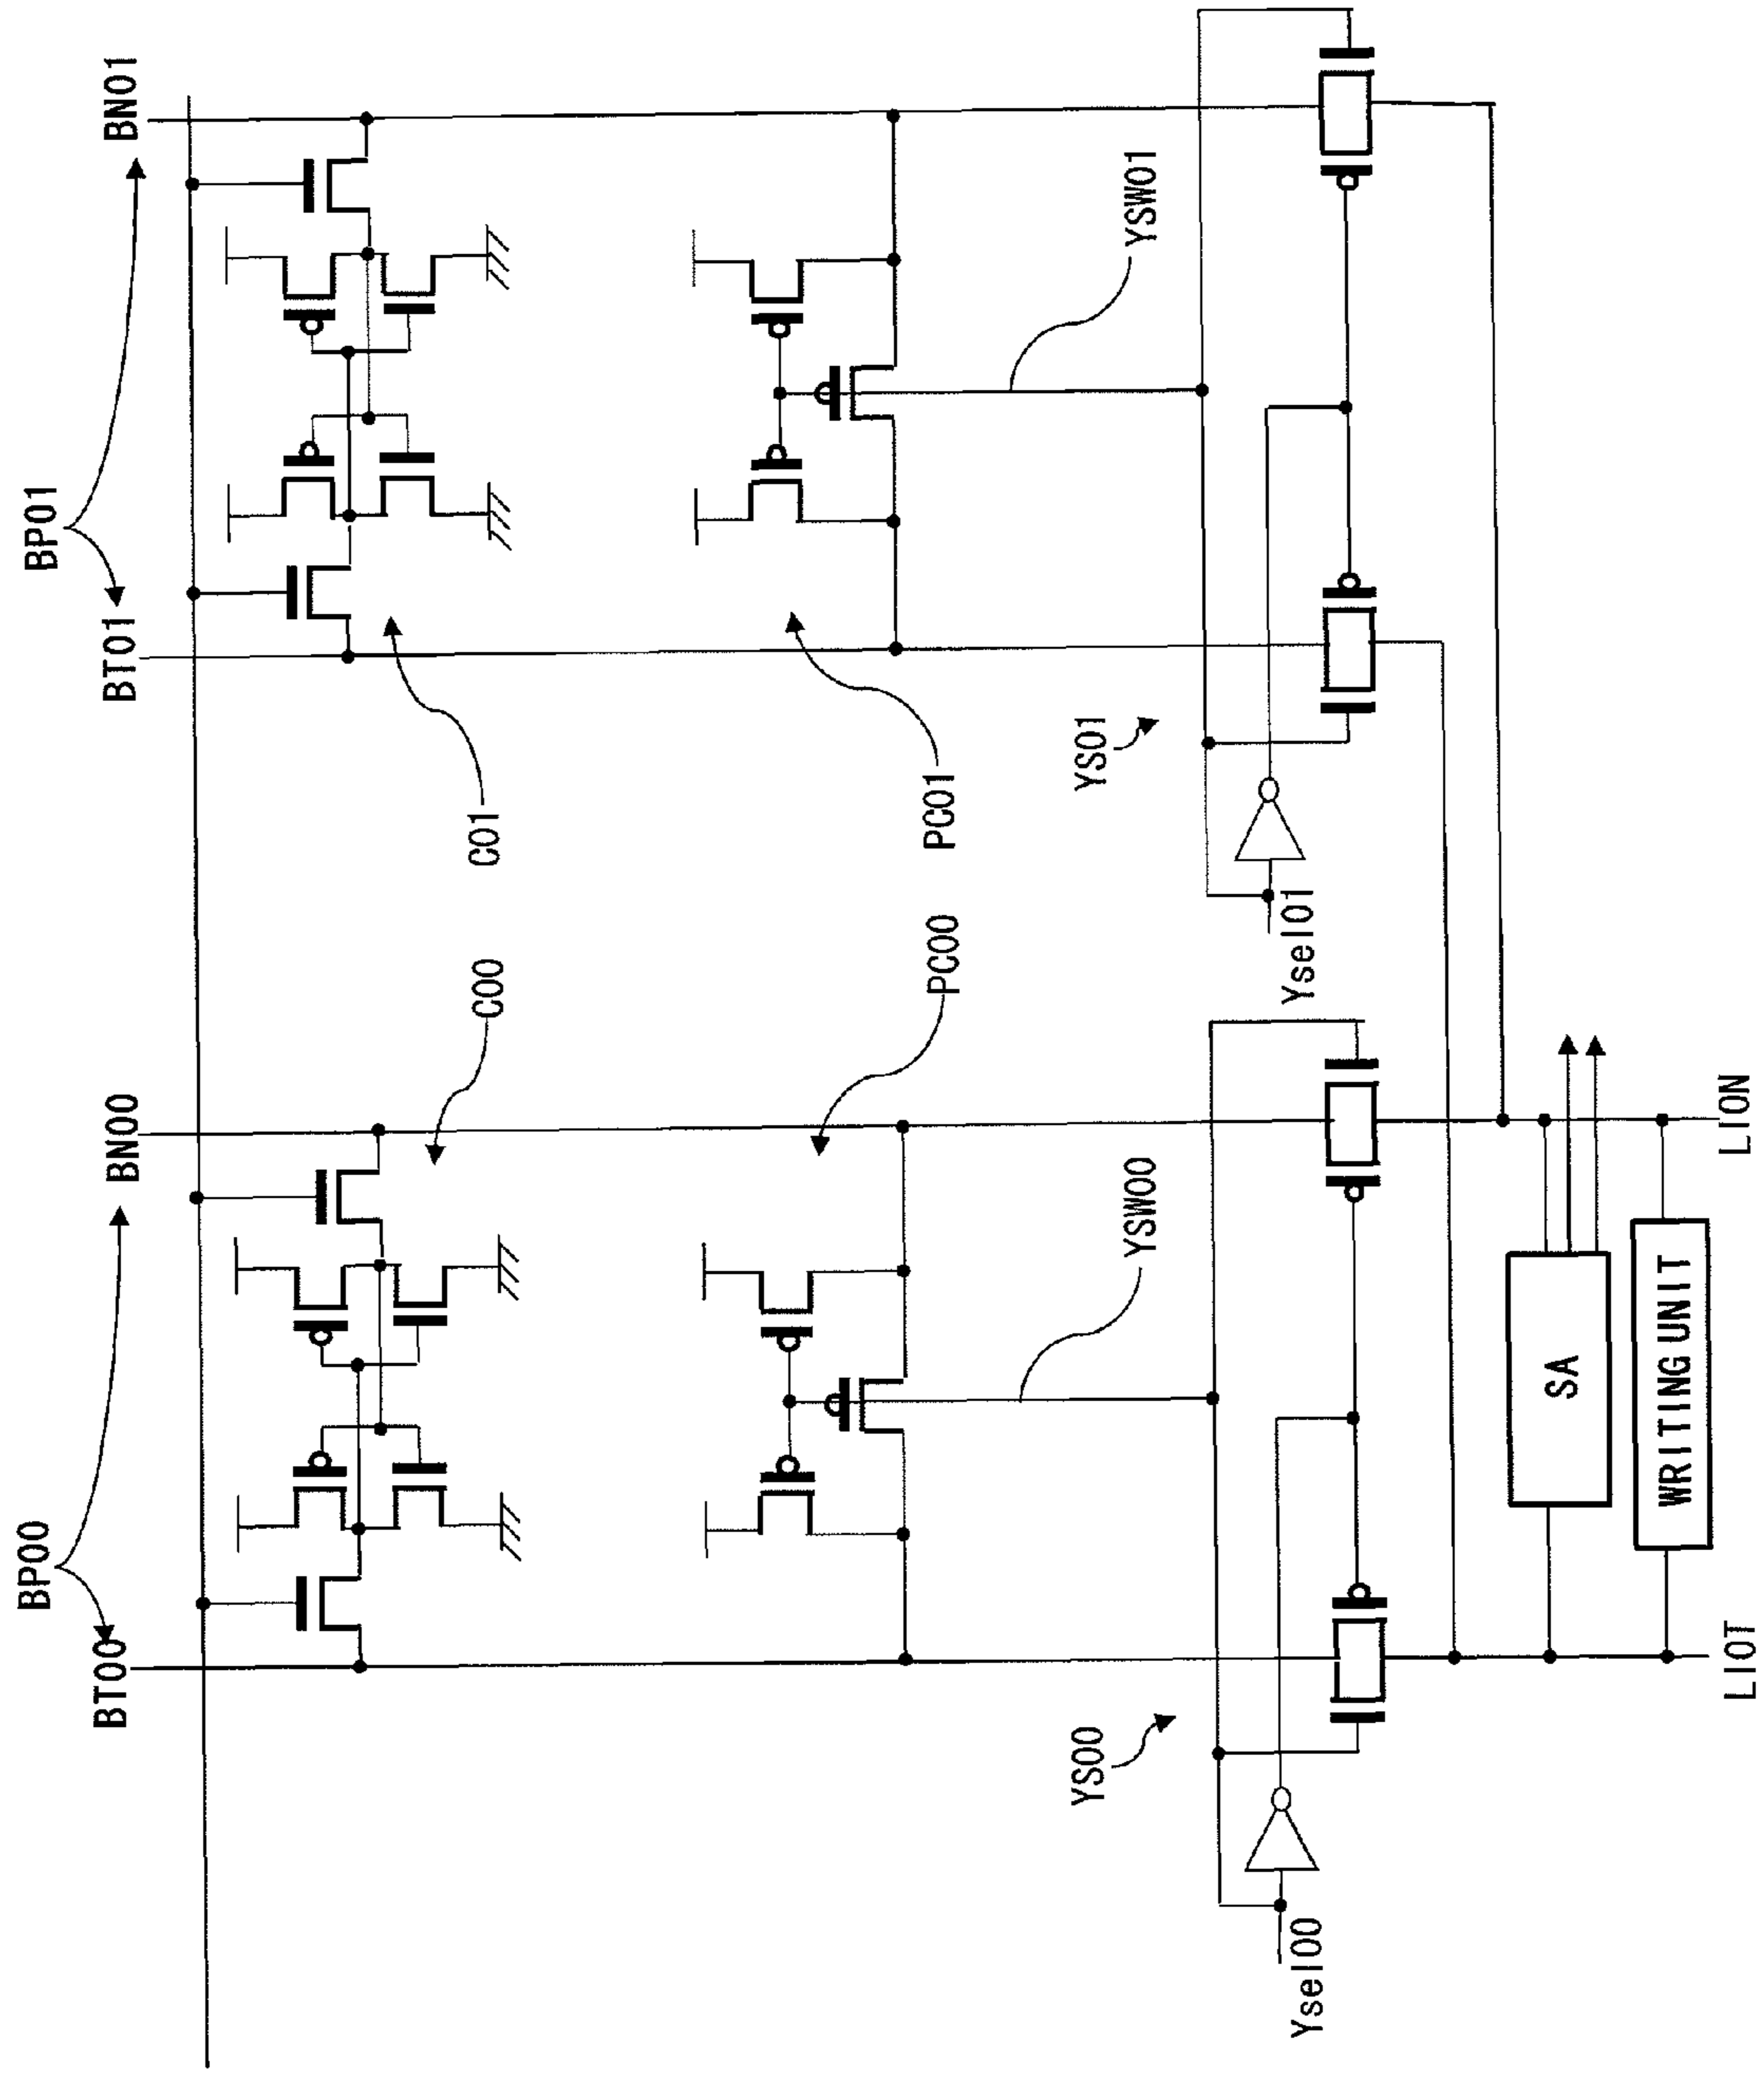 BP00
BP01
BT00
BN00
BT01
BN01
C00
C01
PC00
PC01
YSW00
YSW01
YS00
YS01
Ysel00
Ysel01
SA
WRITING UNIT
LIOT
LION